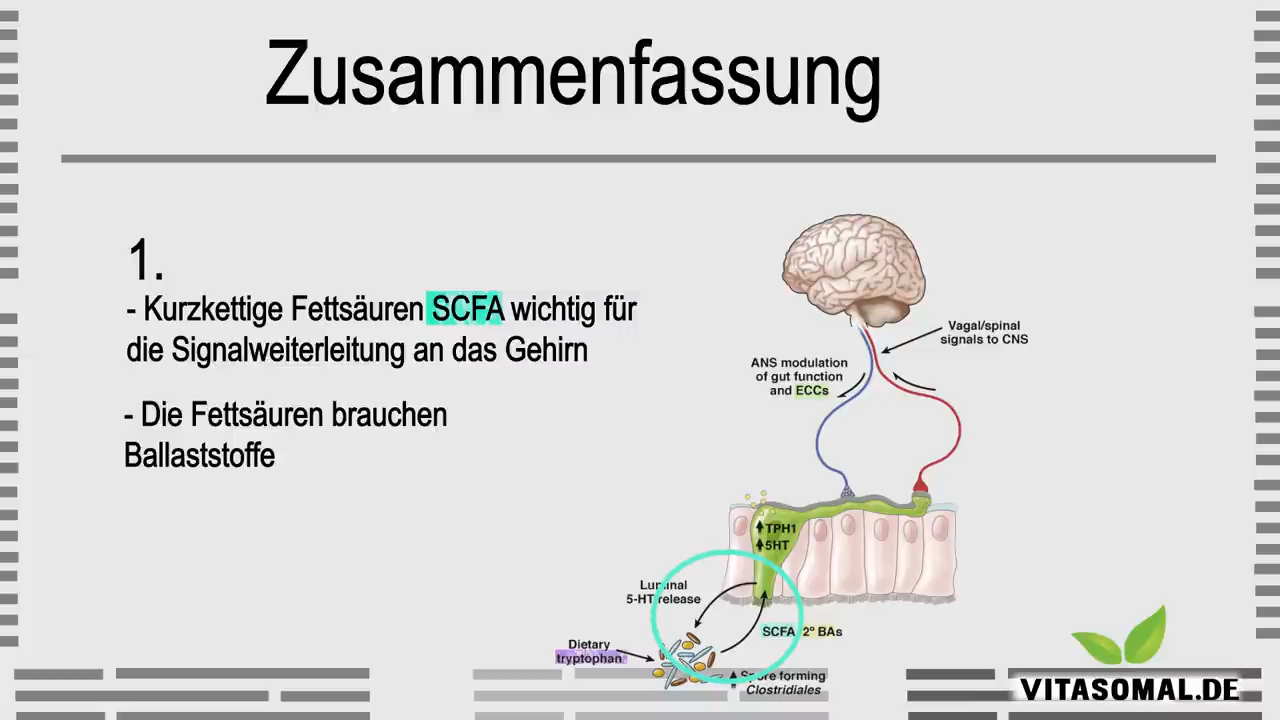 Zusammenfassung
1.
- Kurzkettige Fettsäuren SCFA wichtig für
die Signalweiterleitung an das Gehirn
- Die Fettsäuren brauchen
Ballaststoffe
Vagal/spinal
signals to CNS
ANS modulation
of gut function
and ECCs
TPH1
5HT
Luminal
5-HT release
SCFA 2° BAs
Dietary
tryptophan
Spore forming
Clostridiales
VITASOMAL.DE